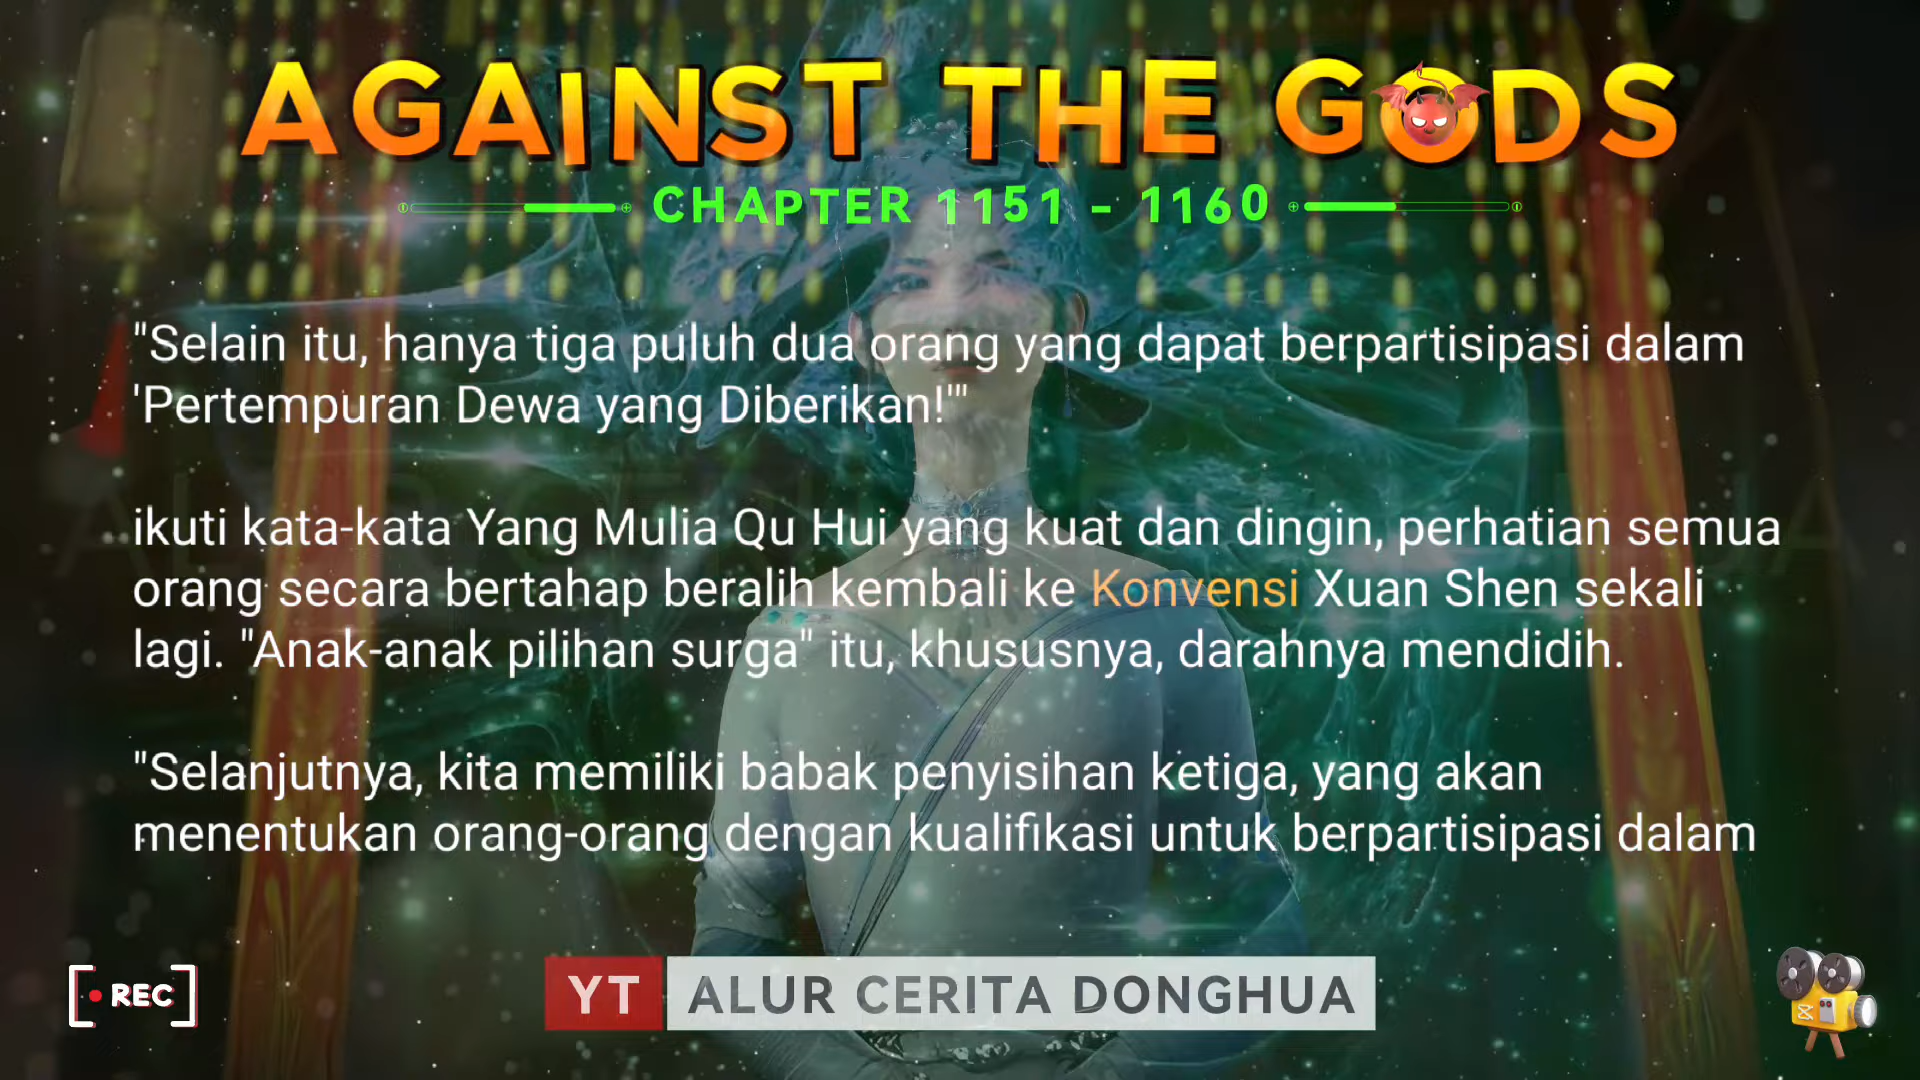 AGAINST THE GODS
CHAPTER 1151 - 1160
"Selain itu, hanya tiga puluh dua orang yang dapat berpartisipasi dalam
'Pertempuran Dewa yang Diberikan!'"
ikuti kata-kata Yang Mulia Qu Hui yang kuat dan dingin, perhatian semua
orang secara bertahap beralih kembali ke Konvensi Xuan Shen sekali
lagi. "Anak-anak pilihan surga" itu, khususnya, darahnya mendidih.
"Selanjutnya, kita memiliki babak penyisihan ketiga, yang akan
menentukan orang-orang dengan kualifikasi untuk berpartisipasi dalam
REC
YT ALUR CERITA DONGHUA